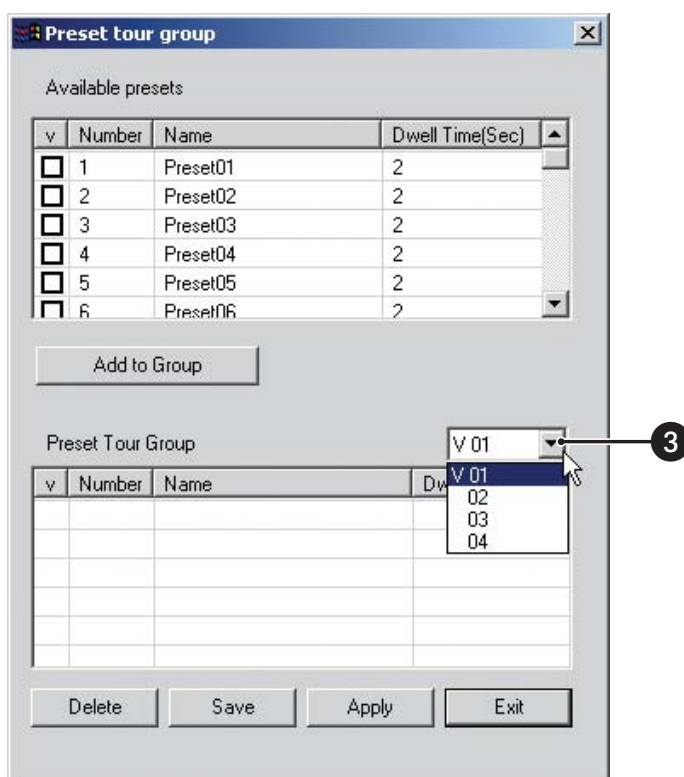 Preset tour group
Available presets
v Number Name Dwell Time(Sec)
1 Preset01 2
2 Preset02 2
3 Preset03 2
4 Preset04 2
5 Preset05 2
6 Preset06 2
Add to Group
Preset Tour Group V 01 3
v Number Name Dw
V 01
02
03
04
Delete Save Apply Exit